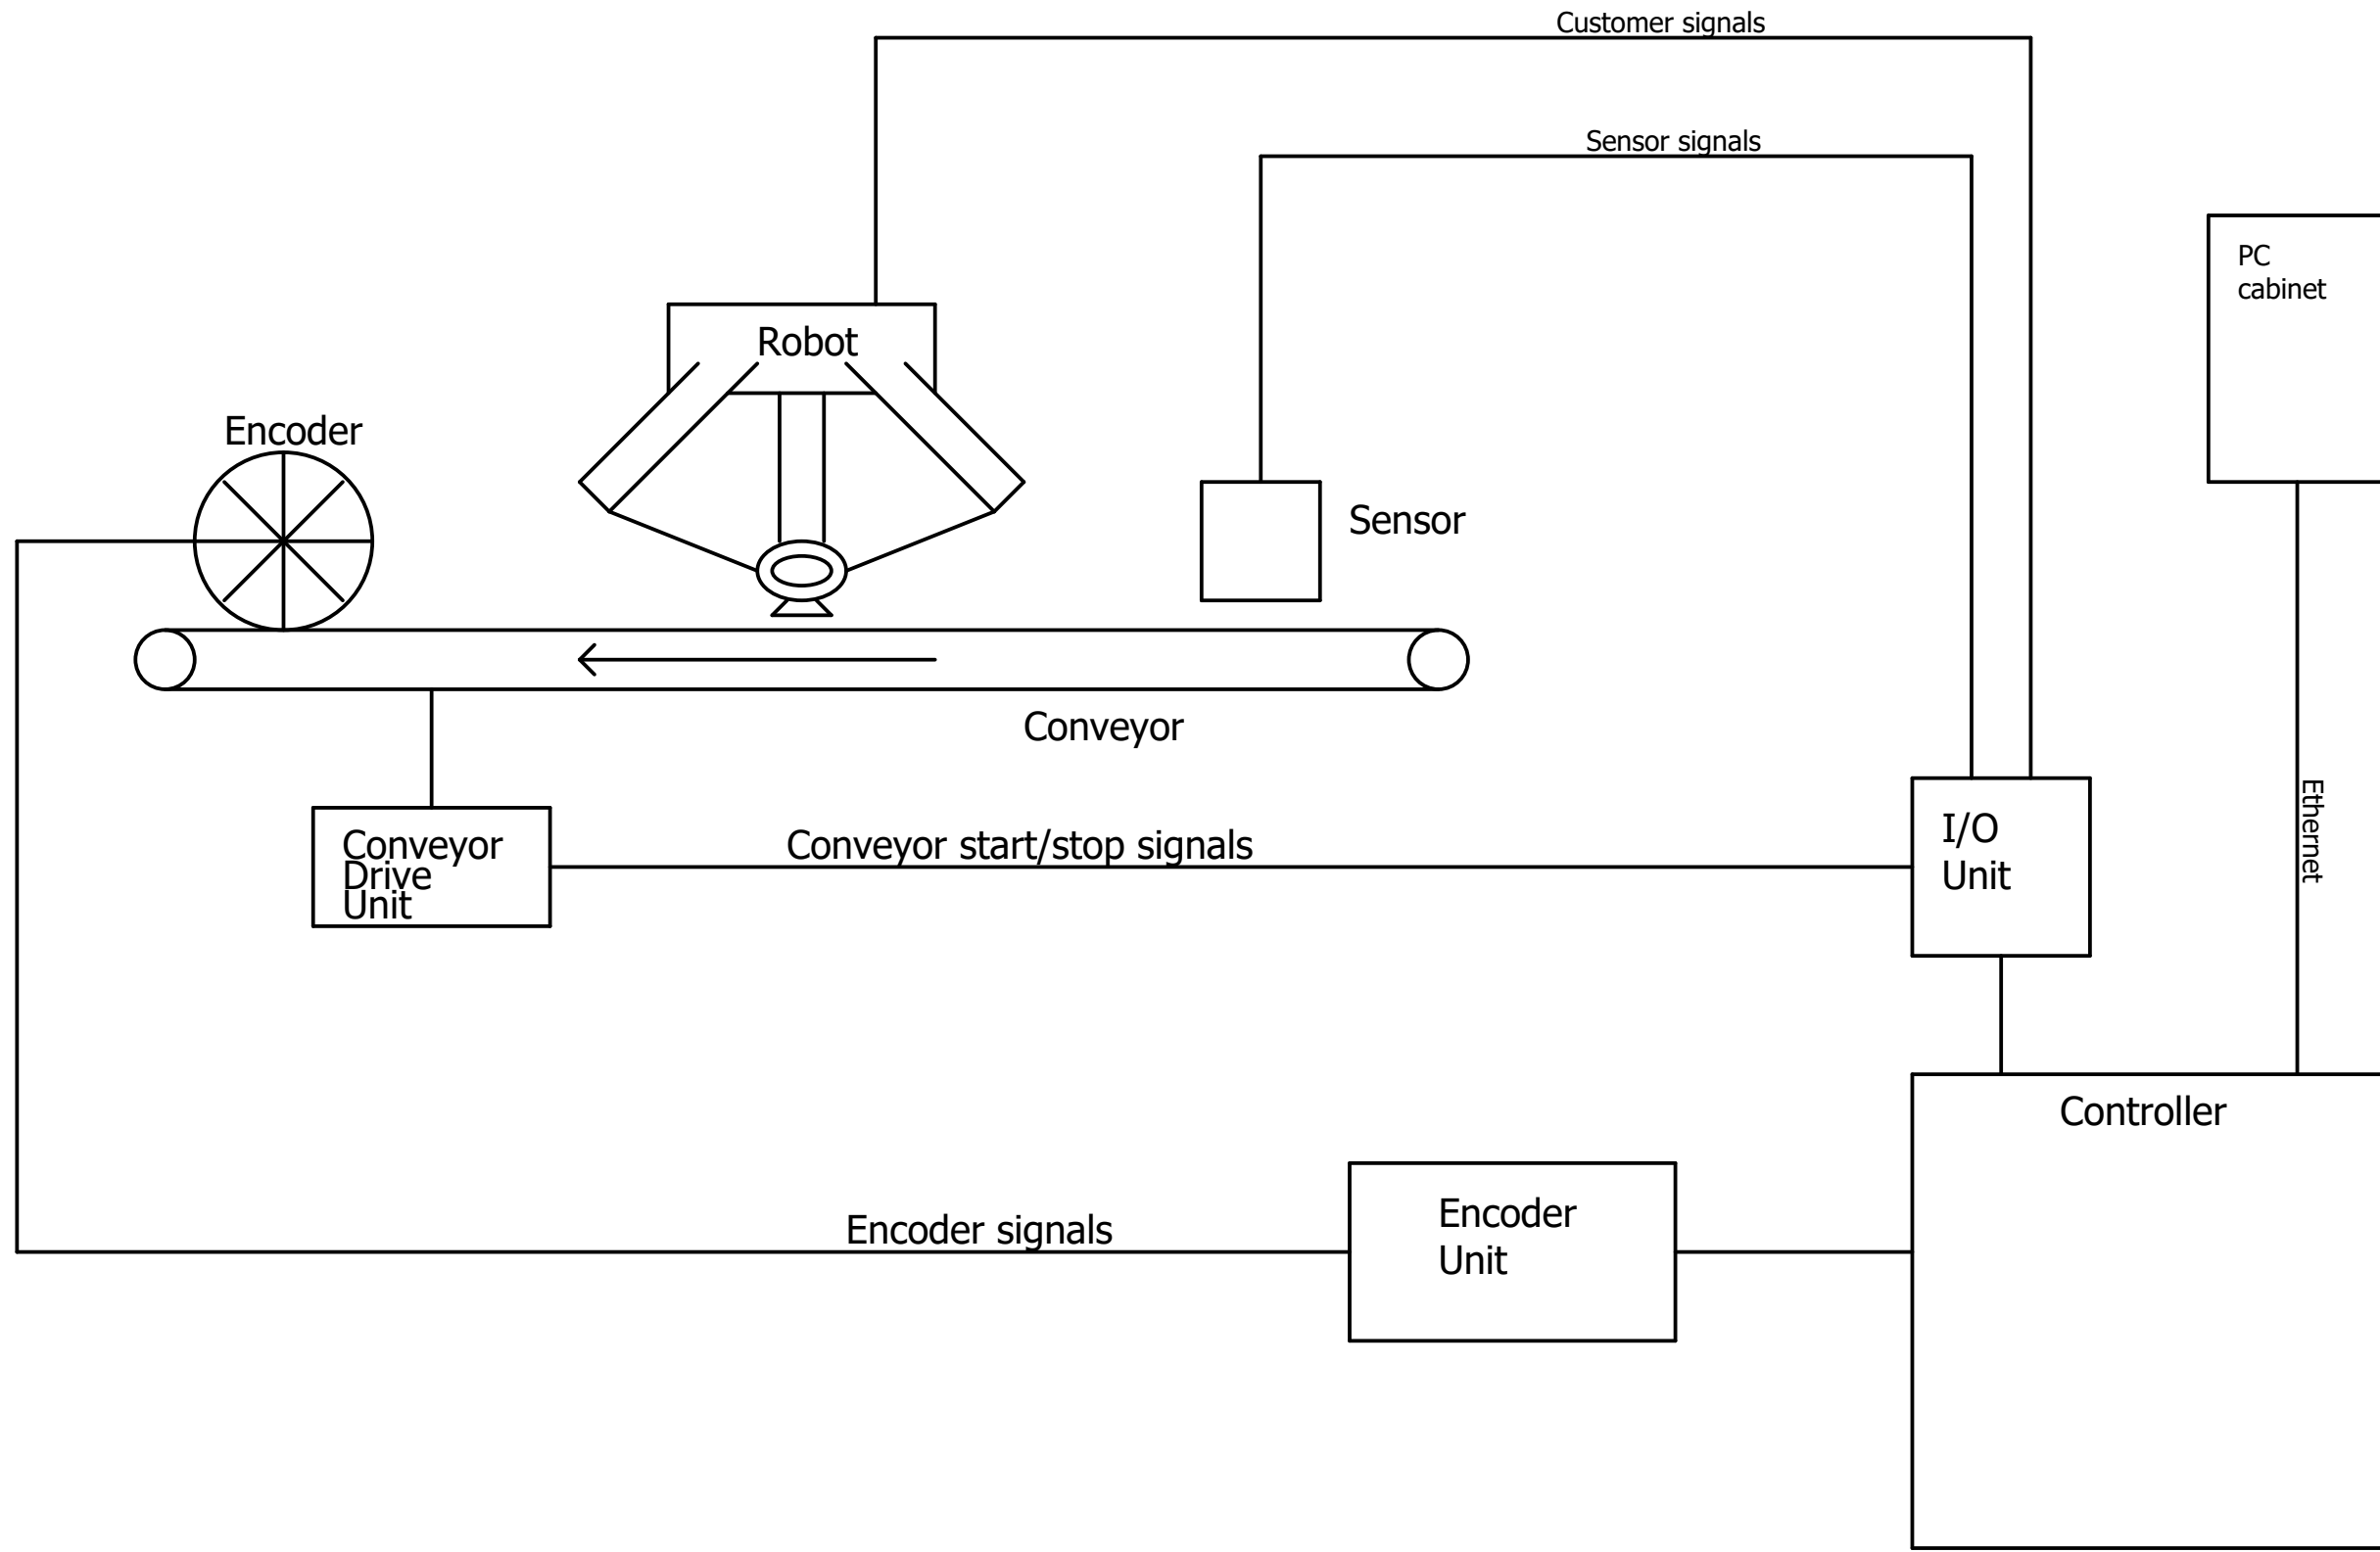 Customer signals
Sensor signals
PC
cabinet
Robot
Encoder
Sensor
Conveyor
Ethernet
Conveyor
Drive
Unit
Conveyor start/stop signals
I/O
Unit
Controller
Encoder
Unit
Encoder signals